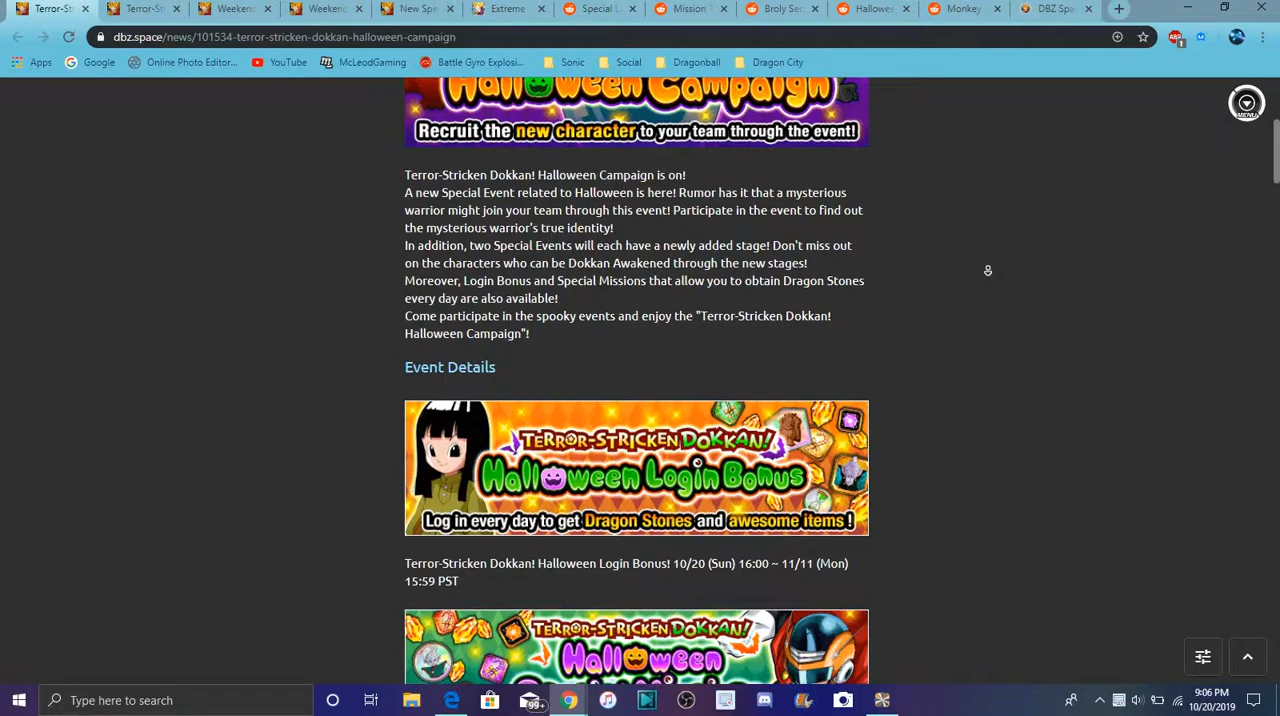 Terror-St
Terror-St
Weekend
Weekend
New Spe
Extreme
Special L
Mission T
Broly Sec
Hallowee
Monkey
DBZ Spa
dbz.space/news/101534-terror-stricken-dokkan-halloween-campaign
Apps
Google
Online Photo Editor...
YouTube
McLeodGaming
Battle Gyro Explosi...
Sonic
Social
Dragonball
Dragon City
Halloween Campaign
Recruit the new character to your team through the event!
Terror-Stricken Dokkan! Halloween Campaign is on!
A new Special Event related to Halloween is here! Rumor has it that a mysterious
warrior might join your team through this event! Participate in the event to find out
the mysterious warrior's true identity!
In addition, two Special Events will each have a newly added stage! Don't miss out
on the characters who can be Dokkan Awakened through the new stages!
Moreover, Login Bonus and Special Missions that allow you to obtain Dragon Stones
every day are also available!
Come participate in the spooky events and enjoy the "Terror-Stricken Dokkan!
Halloween Campaign"!
Event Details
TERROR-STRICKEN DOKKAN!
Halloween Login Bonus
Log in every day to get Dragon Stones and awesome items!
Terror-Stricken Dokkan! Halloween Login Bonus! 10/20 (Sun) 16:00 ~ 11/11 (Mon)
15:59 PST
TERROR-STRICKEN DOKKAN!
Halloween
MENU
Type here to search
99+
9:06 PM
10/20/2019